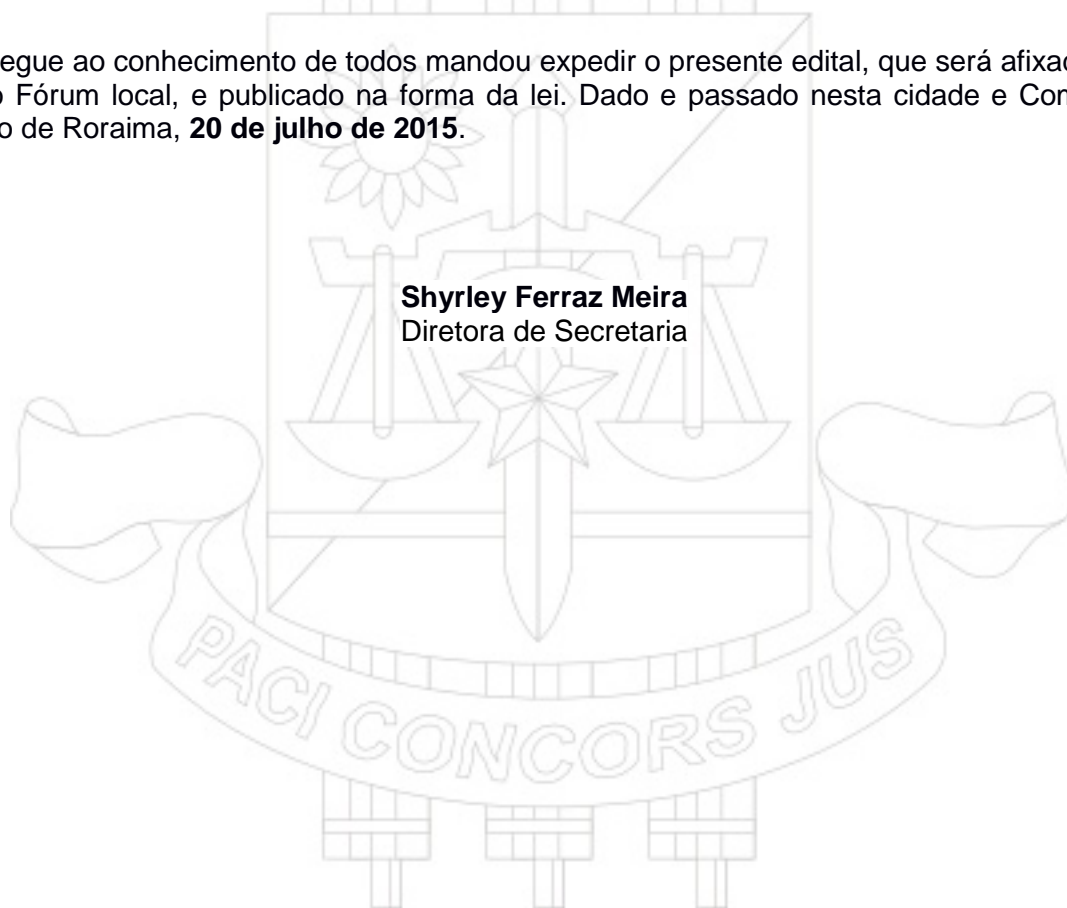 egue ao conhecimento de todos mandou expedir o presente edital, que será afixa
Fórum local, e publicado na forma da lei. Dado e passado nesta cidade e
o de Roraima, 20 de julho de 2015.
Shyrley Ferraz Meira
Diretora de Secretaria
PACI CONCORS JUS